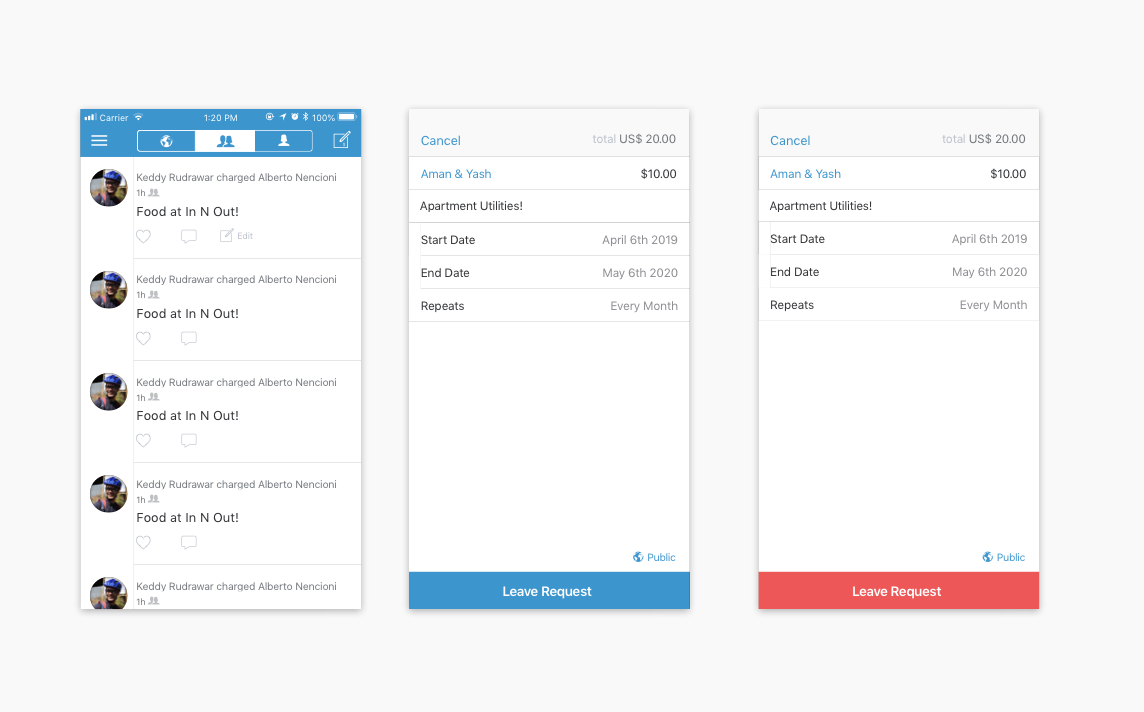 Carrier 1:20 PM 100%
Keddy Rudrawar charged Alberto Nencioni
1h
Food at In N Out!
Edit
Keddy Rudrawar charged Alberto Nencioni
1h
Food at In N Out!
Keddy Rudrawar charged Alberto Nencioni
1h
Food at In N Out!
Keddy Rudrawar charged Alberto Nencioni
1h
Food at In N Out!
Keddy Rudrawar charged Alberto Nencioni
1h
Cancel total US$ 20.00
Aman & Yash $10.00
Apartment Utilities!
Start Date April 6th 2019
End Date May 6th 2020
Repeats Every Month
Public
Leave Request
Cancel total US$ 20.00
Aman & Yash $10.00
Apartment Utilities!
Start Date April 6th 2019
End Date May 6th 2020
Repeats Every Month
Public
Leave Request